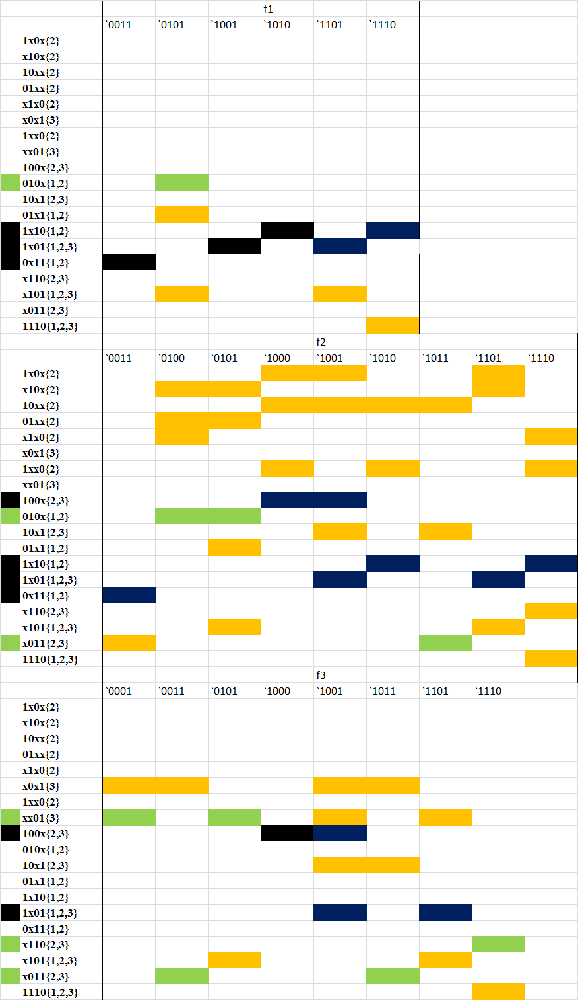 f1
`0011 `0101 `1001 `1010 `1101 `1110
1x0x{2}
x10x{2}
10xx{2}
01xx{2}
x1x0{2}
x0x1{3}
1xx0{2}
xx01{3}
100x{2,3}
010x{1,2}
10x1{2,3}
01x1{1,2}
1x10{1,2}
1x01{1,2,3}
0x11{1,2}
x110{2,3}
x101{1,2,3}
x011{2,3}
1110{1,2,3}
f2
`0011 `0100 `0101 `1000 `1001 `1010 `1011 `1101 `1110
1x0x{2}
x10x{2}
10xx{2}
01xx{2}
x1x0{2}
x0x1{3}
1xx0{2}
xx01{3}
100x{2,3}
010x{1,2}
10x1{2,3}
01x1{1,2}
1x10{1,2}
1x01{1,2,3}
0x11{1,2}
x110{2,3}
x101{1,2,3}
x011{2,3}
1110{1,2,3}
f3
`0001 `0011 `0101 `1000 `1001 `1011 `1101 `1110
1x0x{2}
x10x{2}
10xx{2}
01xx{2}
x1x0{2}
x0x1{3}
1xx0{2}
xx01{3}
100x{2,3}
010x{1,2}
10x1{2,3}
01x1{1,2}
1x10{1,2}
1x01{1,2,3}
0x11{1,2}
x110{2,3}
x101{1,2,3}
x011{2,3}
1110{1,2,3}